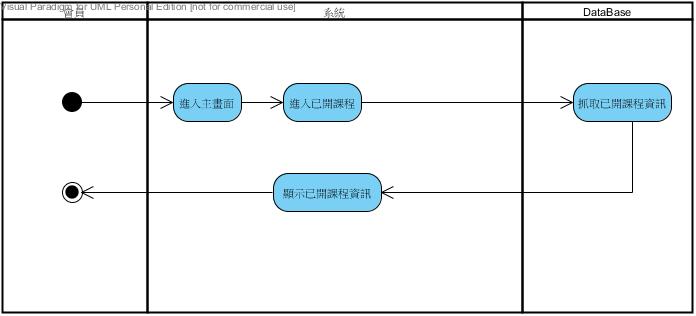 Visual Paradigm for UML Personal Edition [not for commercial use]
會員
系統
DataBase
進入主畫面
進入已開課程
抓取已開課程資訊
顯示已開課程資訊